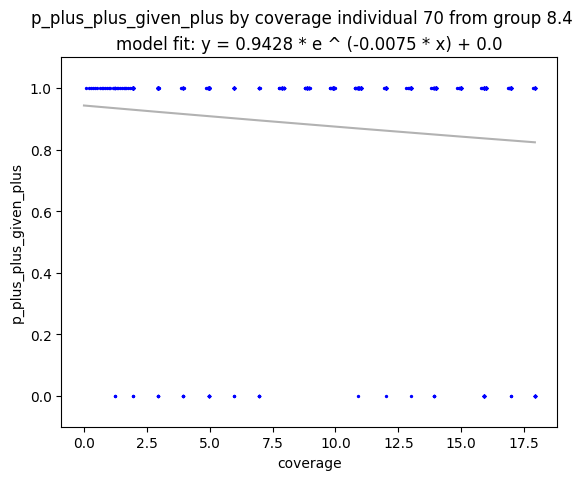 p_plus_plus_given_plus by coverage individual 70 from group 8.4
model fit: y = 0.9428 * e ^ (-0.0075 * x) + 0.0
1.0
0.8
0.6
0.4
0.2
0.0
p_plus_plus_given_plus
0.0 2.5 5.0 7.5 10.0 12.5 15.0 17.5
coverage